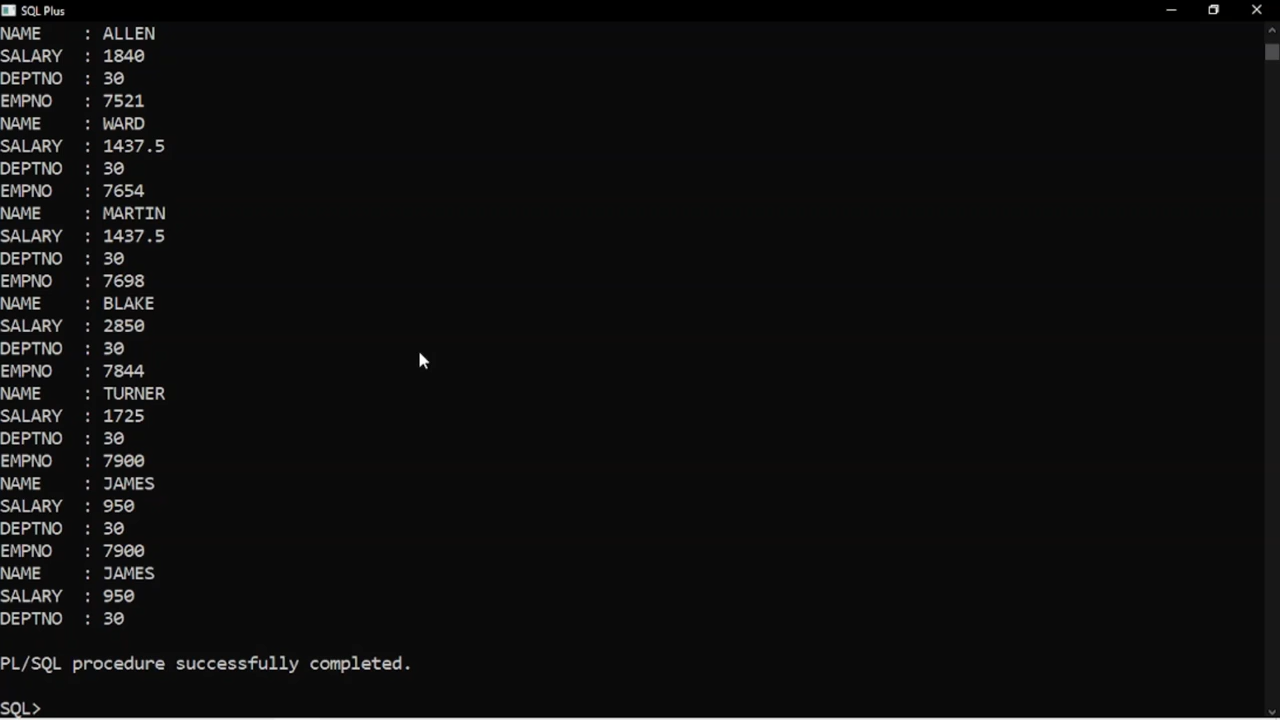 SQL Plus
NAME : ALLEN
SALARY : 1840
DEPTNO : 30
EMPNO : 7521
NAME : WARD
SALARY : 1437.5
DEPTNO : 30
EMPNO : 7654
NAME : MARTIN
SALARY : 1437.5
DEPTNO : 30
EMPNO : 7698
NAME : BLAKE
SALARY : 2850
DEPTNO : 30
EMPNO : 7844
NAME : TURNER
SALARY : 1725
DEPTNO : 30
EMPNO : 7900
NAME : JAMES
SALARY : 950
DEPTNO : 30
EMPNO : 7900
NAME : JAMES
SALARY : 950
DEPTNO : 30
PL/SQL procedure successfully completed.
SQL>